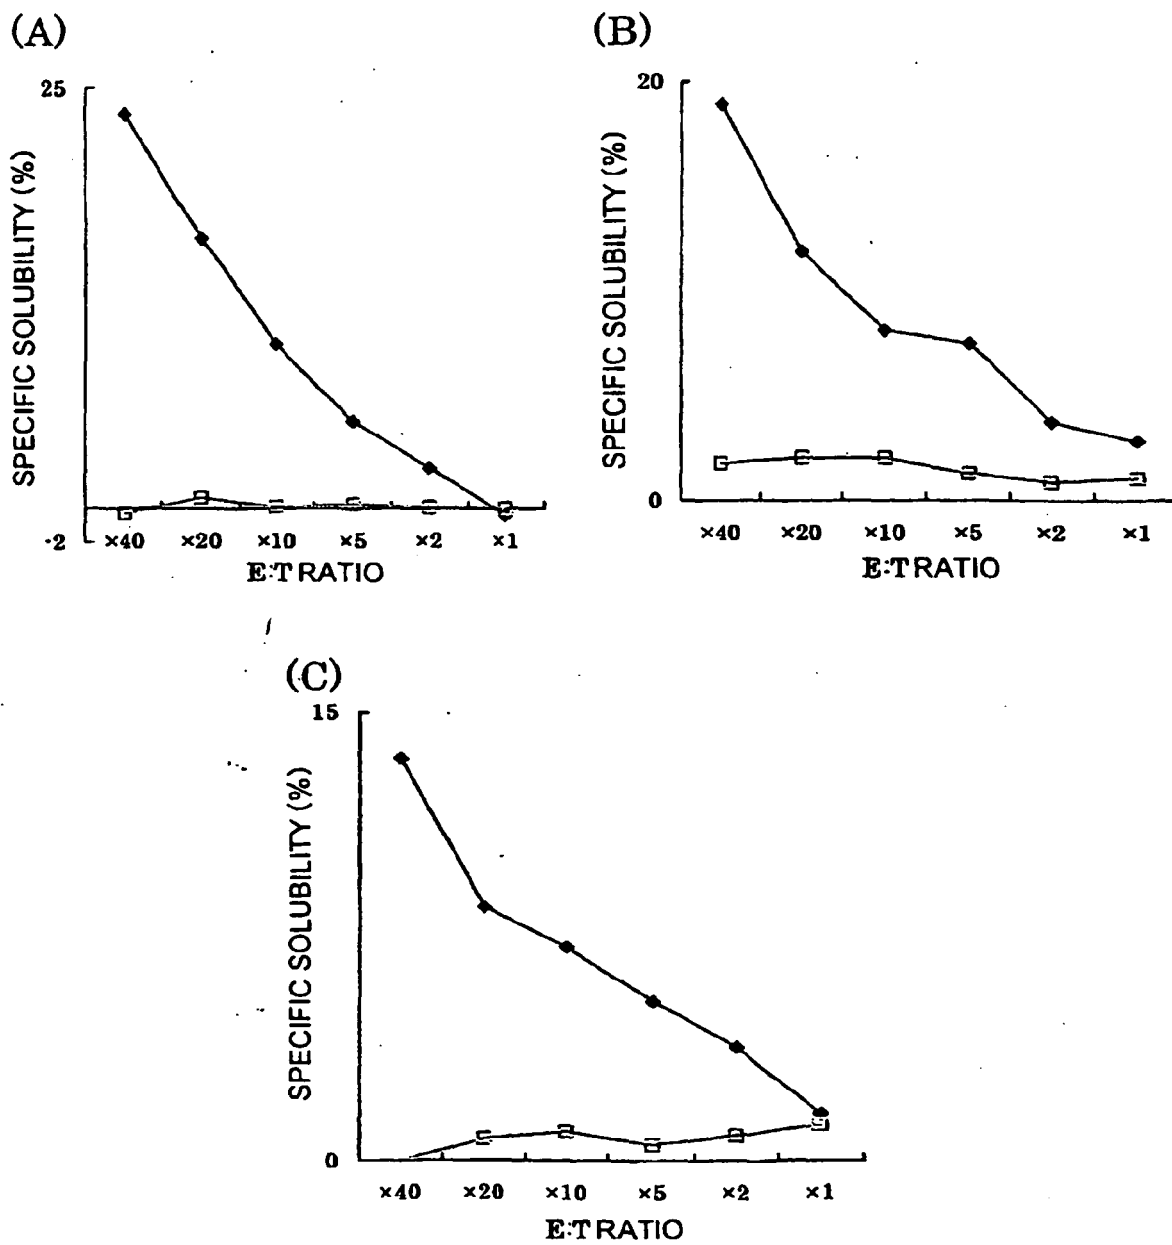 (A)
25
SPECIFIC SOLUBILITY (%)
-2
×40 ×20 ×10 ×5 ×2 ×1
E:T RATIO
(B)
20
SPECIFIC SOLUBILITY (%)
0
×40 ×20 ×10 ×5 ×2 ×1
E:T RATIO
(C)
15
SPECIFIC SOLUBILITY (%)
0
×40 ×20 ×10 ×5 ×2 ×1
E:T RATIO